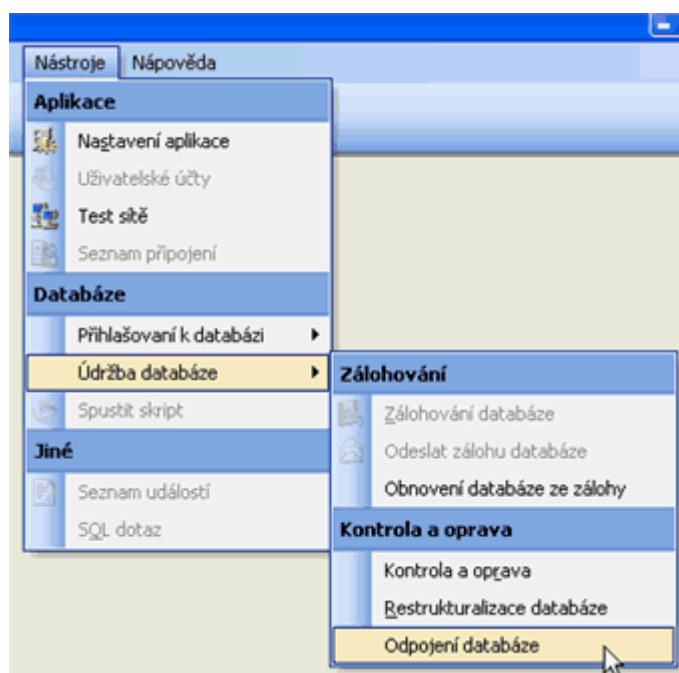 Nástroje Nápověda
Aplikace
Nastavení aplikace
Uživatelské účty
Test sítě
Seznam připojení
Databáze
Přihlašovaní k databázi
Údržba databáze
Spustit skript
Jiné
Seznam událostí
SQL dotaz
Zálohování
Zálohování databáze
Odeslat zálohu databáze
Obnovení databáze ze zálohy
Kontrola a oprava
Kontrola a oprava
Restrukturalizace databáze
Odpojení databáze